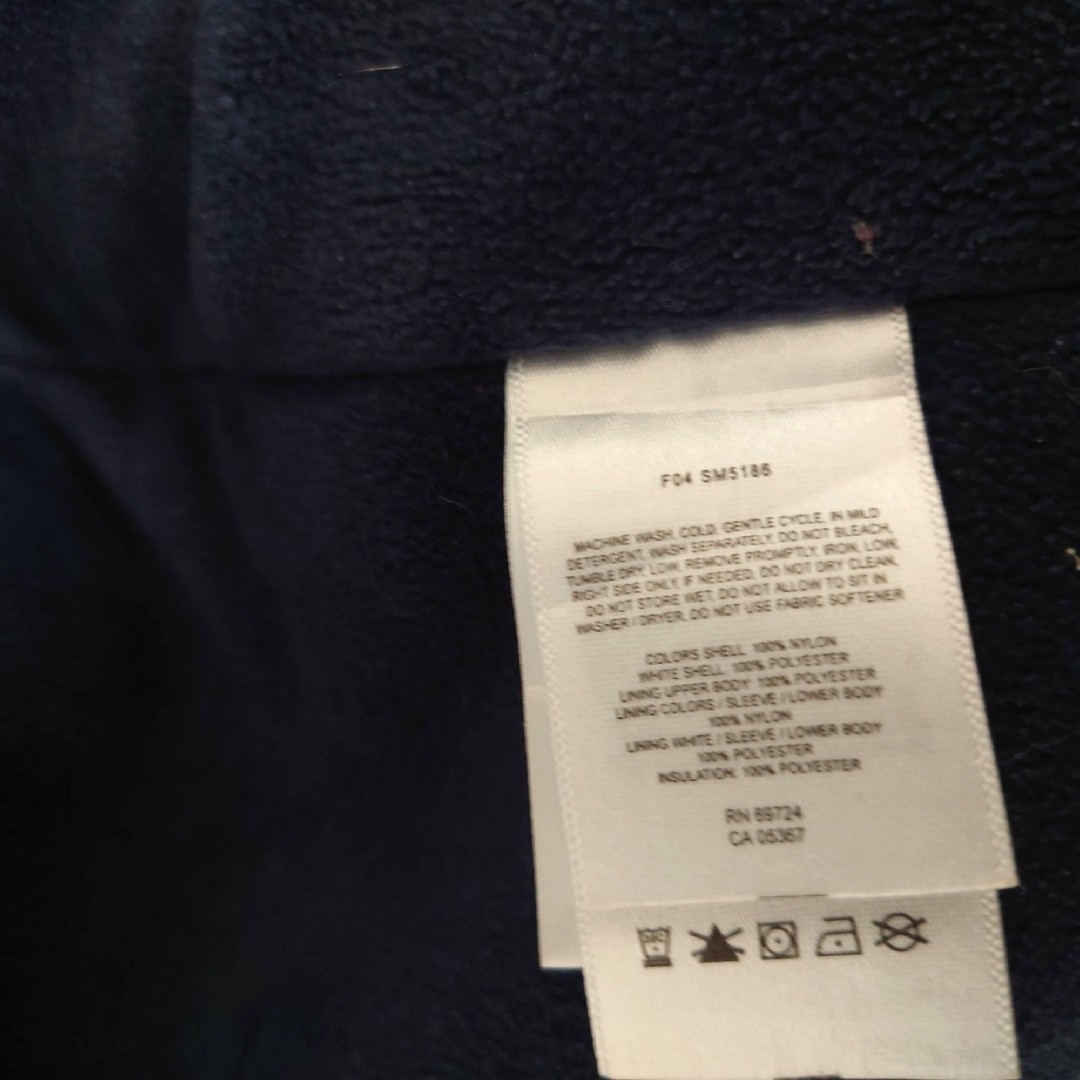 F04 SM5186
MACHINE WASH, COLD, GENTLE CYCLE, IN MILD
DETERGENT, WASH SEPARATELY, DO NOT BLEACH,
TUMBLE DRY LOW, REMOVE PROMPTLY, IRON, LOW,
RIGHT SIDE ONLY, IF NEEDED, DO NOT DRY CLEAN,
DO NOT STORE WET, DO NOT ALLOW TO SIT IN
WASHER / DRYER, DO NOT USE FABRIC SOFTENER
COLORS SHELL 100% NYLON
WHITE SHELL 100% POLYESTER
LINING UPPER BODY 100% POLYESTER
LINING COLORS / SLEEVE / LOWER BODY
100% NYLON
LINING WHITE / SLEEVE / LOWER BODY
100% POLYESTER
INSULATION: 100% POLYESTER
RN 69724
CA 05367